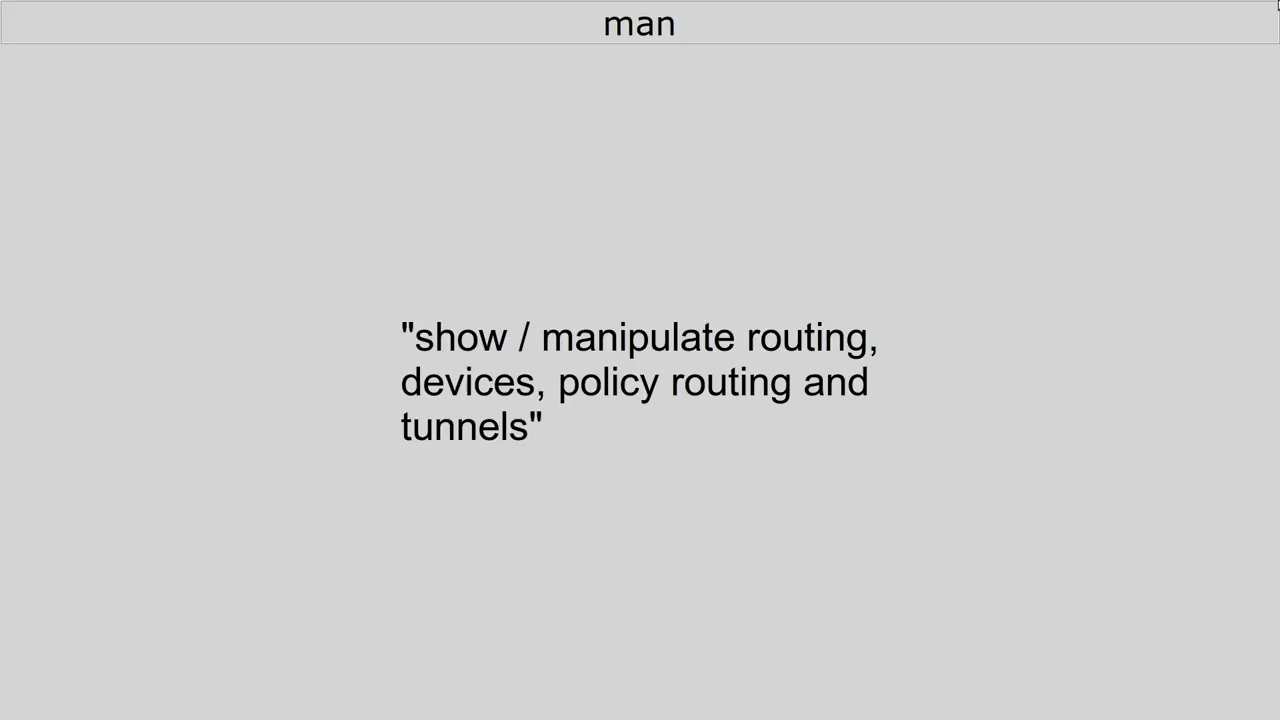 man
"show / manipulate routing,
devices, policy routing and
tunnels"